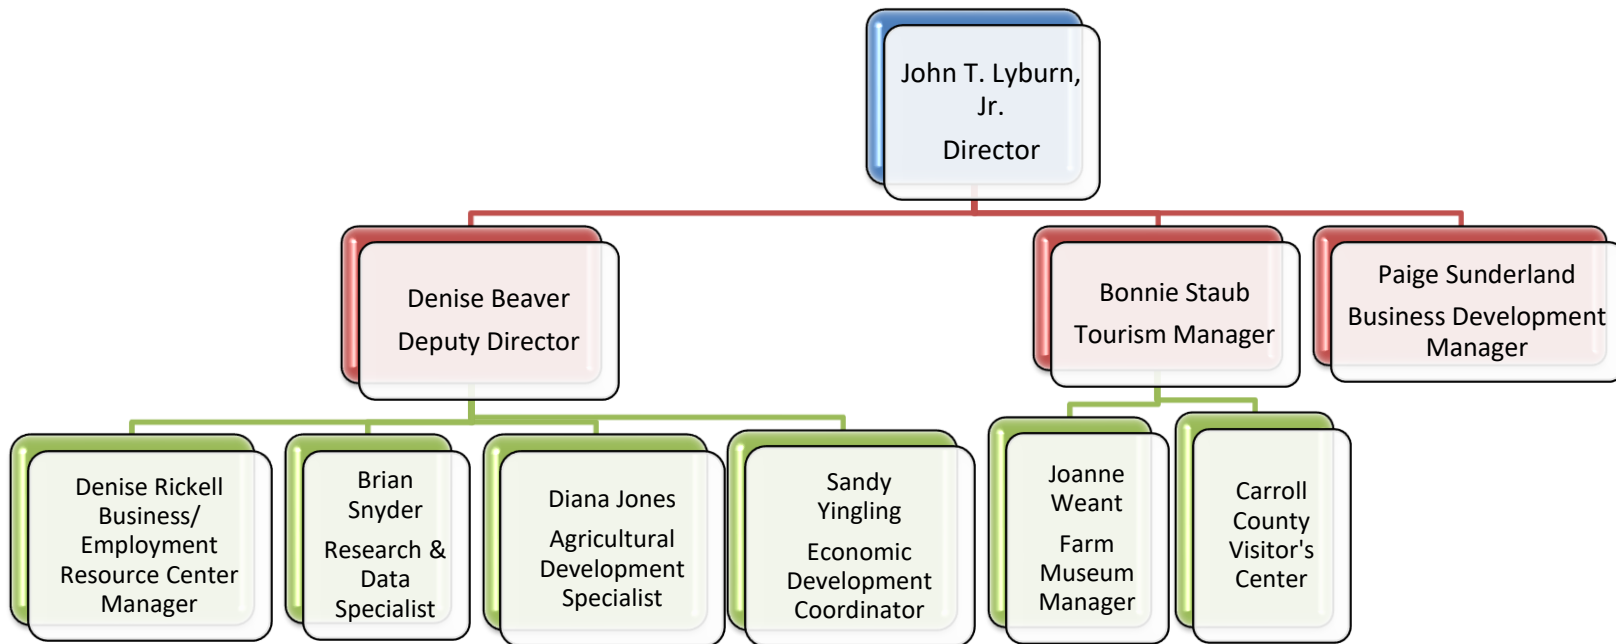 John T. Lyburn,
Jr.
Director
Denise Beaver
Deputy Director
Bonnie Staub
Tourism Manager
Paige Sunderland
Business Development
Manager
Denise Rickell
Business/
Employment
Resource Center
Manager
Brian
Snyder
Research &
Data
Specialist
Diana Jones
Agricultural
Development
Specialist
Sandy
Yingling
Economic
Development
Coordinator
Joanne
Weant
Farm
Museum
Manager
Carroll
County
Visitor's
Center